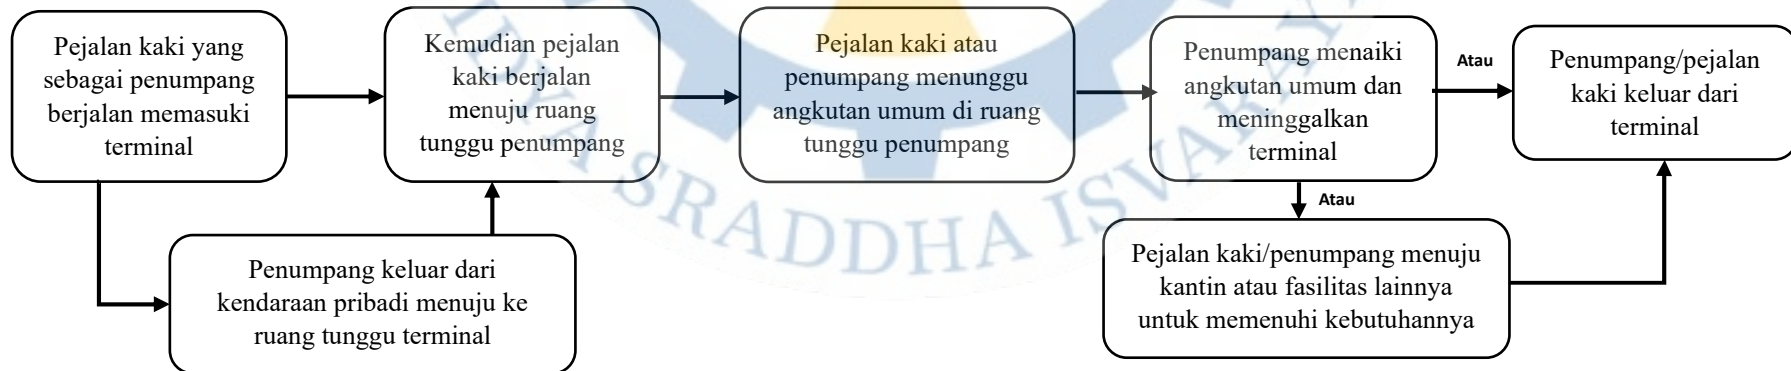 Pejalan kaki yang
sebagai penumpang
berjalan memasuki
terminal
Kemudian pejalan
kaki berjalan
menuju ruang
tunggu penumpang
Pejalan kaki atau
penumpang menunggu
angkutan umum di ruang
tunggu penumpang
Penumpang menaiki
angkutan umum dan
meninggalkan
terminal
Atau
Penumpang/pejalan
kaki keluar dari
terminal
Atau
Penumpang keluar dari
kendaraan pribadi menuju ke
ruang tunggu terminal
Pejalan kaki/penumpang menuju
kantin atau fasilitas lainnya
untuk memenuhi kebutuhannya
SRADDHA ISVARA